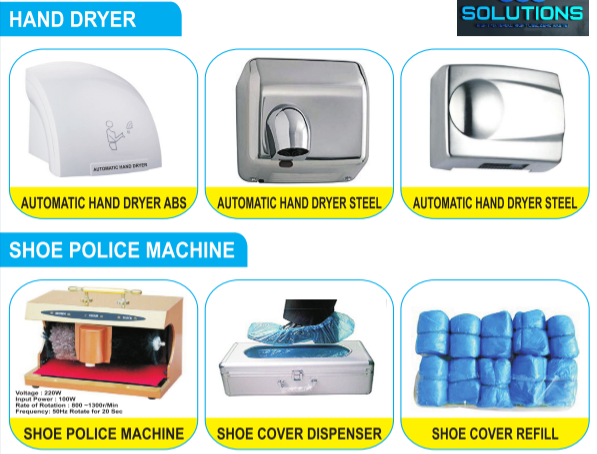 HAND DRYER
SOLUTIONS
AUTOMATIC HAND DRYER
AUTOMATIC HAND DRYER ABS
AUTOMATIC HAND DRYER STEEL
AUTOMATIC HAND DRYER STEEL
SHOE POLICE MACHINE
Voltage : 220W
Input Power : 180W
Rate of Rotation : 800 ~1300r/Min
Frequency: 50Hz Rotate for 20 Sec
SHOE POLICE MACHINE
SHOE COVER DISPENSER
SHOE COVER REFILL